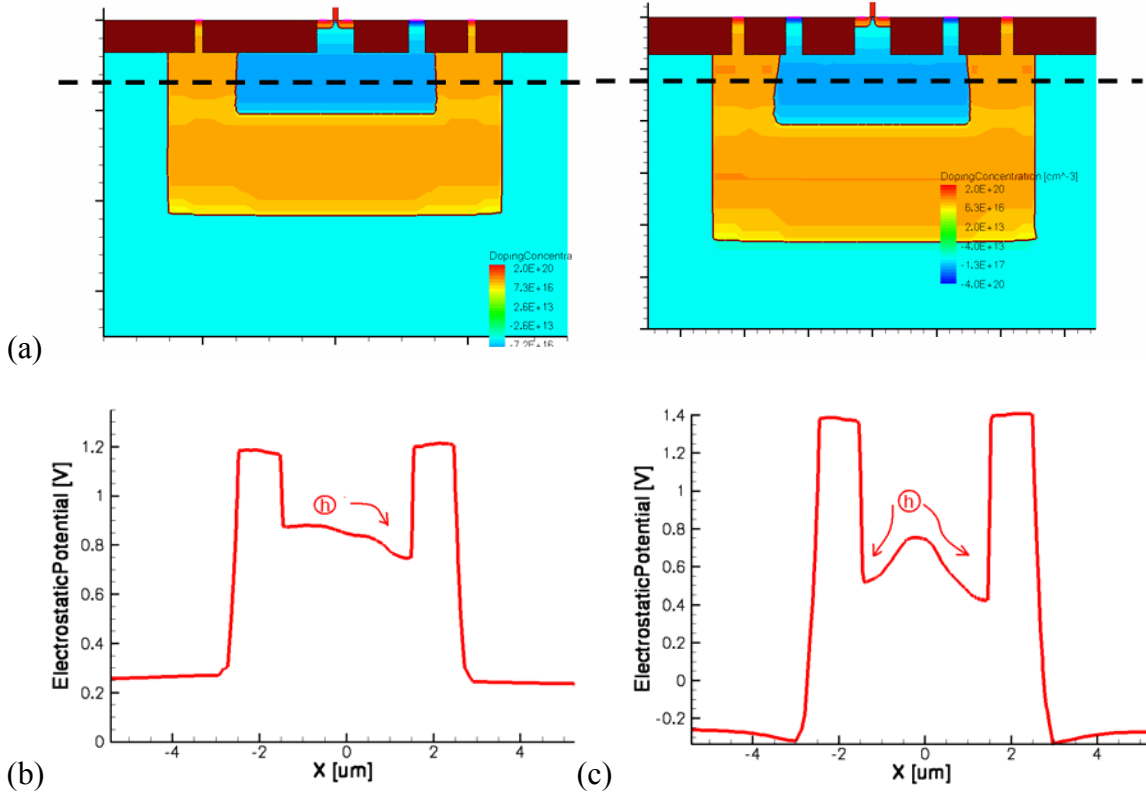 DopingConcentra
2.0E+20
7.3E+16
2.6E+13
-2.6E+13
-7.2E+16
DopingConcentration [cm^-3]
2.0E+20
6.3E+16
2.0E+13
-4.0E+13
-1.3E+17
-4.0E+20
(a)
ElectrostaticPotential [V]
1.2
1
0.8
0.6
0.4
0.2
0
h
-4
-2
0
2
4
X [um]
(b)
ElectrostaticPotential [V]
1.4
1.2
1
0.8
0.6
0.4
0.2
0
-0.2
h
-4
-2
0
2
4
X [um]
(c)